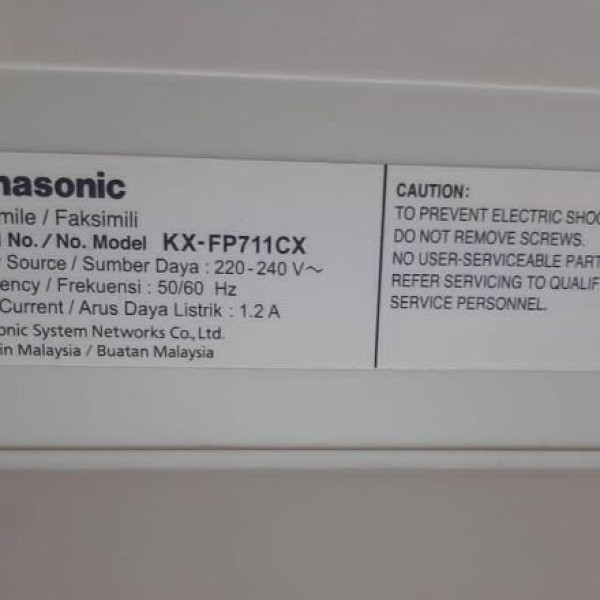 nasonic
mile / Faksimili
No./No. Model KX-FP711CX
Source / Sumber Daya : 220-240 V～
ency / Frekuensi : 50/60 Hz
Current / Arus Daya Listrik : 1.2 A
onic System Networks Co., Ltd.
in Malaysia / Buatan Malaysia
CAUTION:
TO PREVENT ELECTRIC SHOC
DO NOT REMOVE SCREWS.
NO USER-SERVICEABLE PART
REFER SERVICING TO QUALIF
SERVICE PERSONNEL.